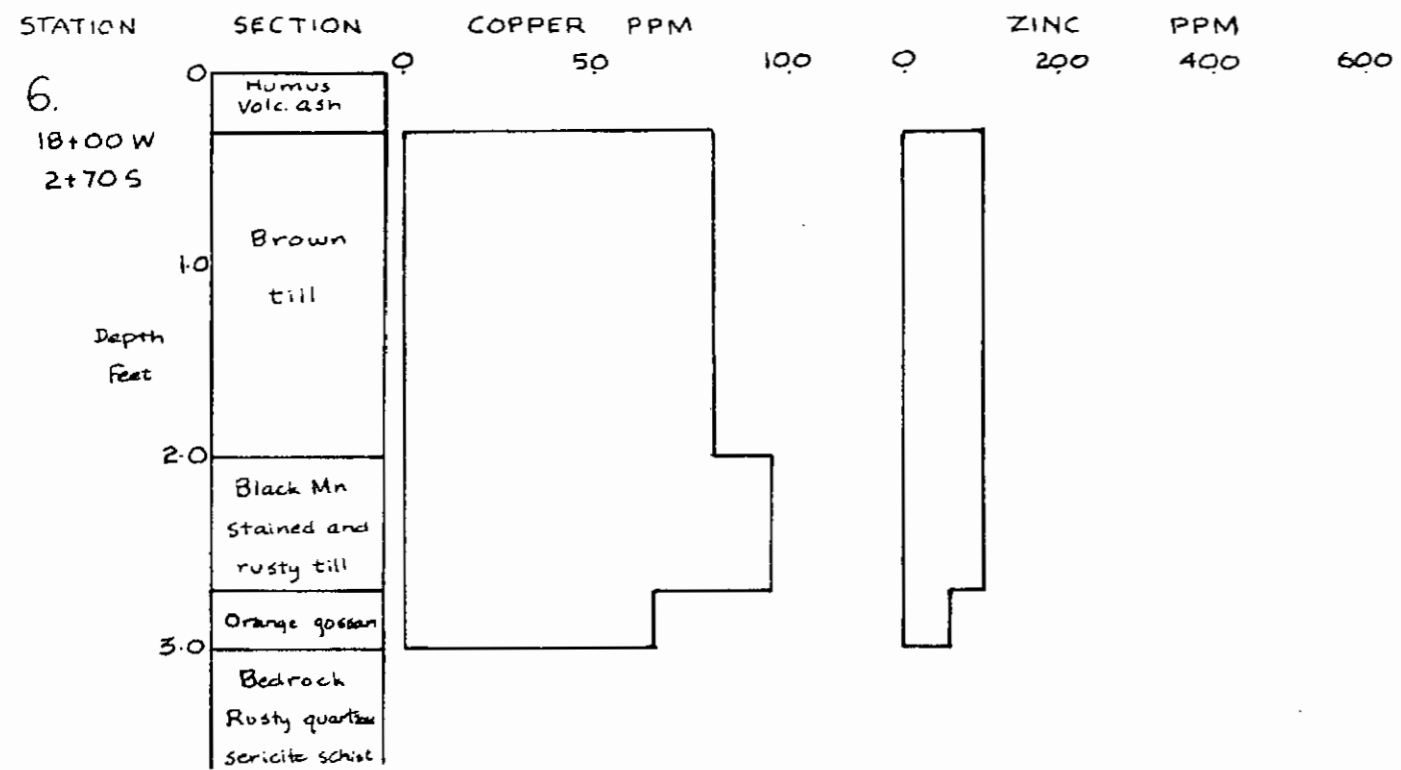 STATION SECTION COPPER PPM ZINC PPM
0 50 100 0 200 400 600
0
6.
18+00 W
2+70 S
Humus
Volc. ash
Brown
till
1.0
Depth
Feet
2.0
Black Mn
stained and
rusty till
Orange gossan
3.0
Bedrock
Rusty quartz
sericite schist